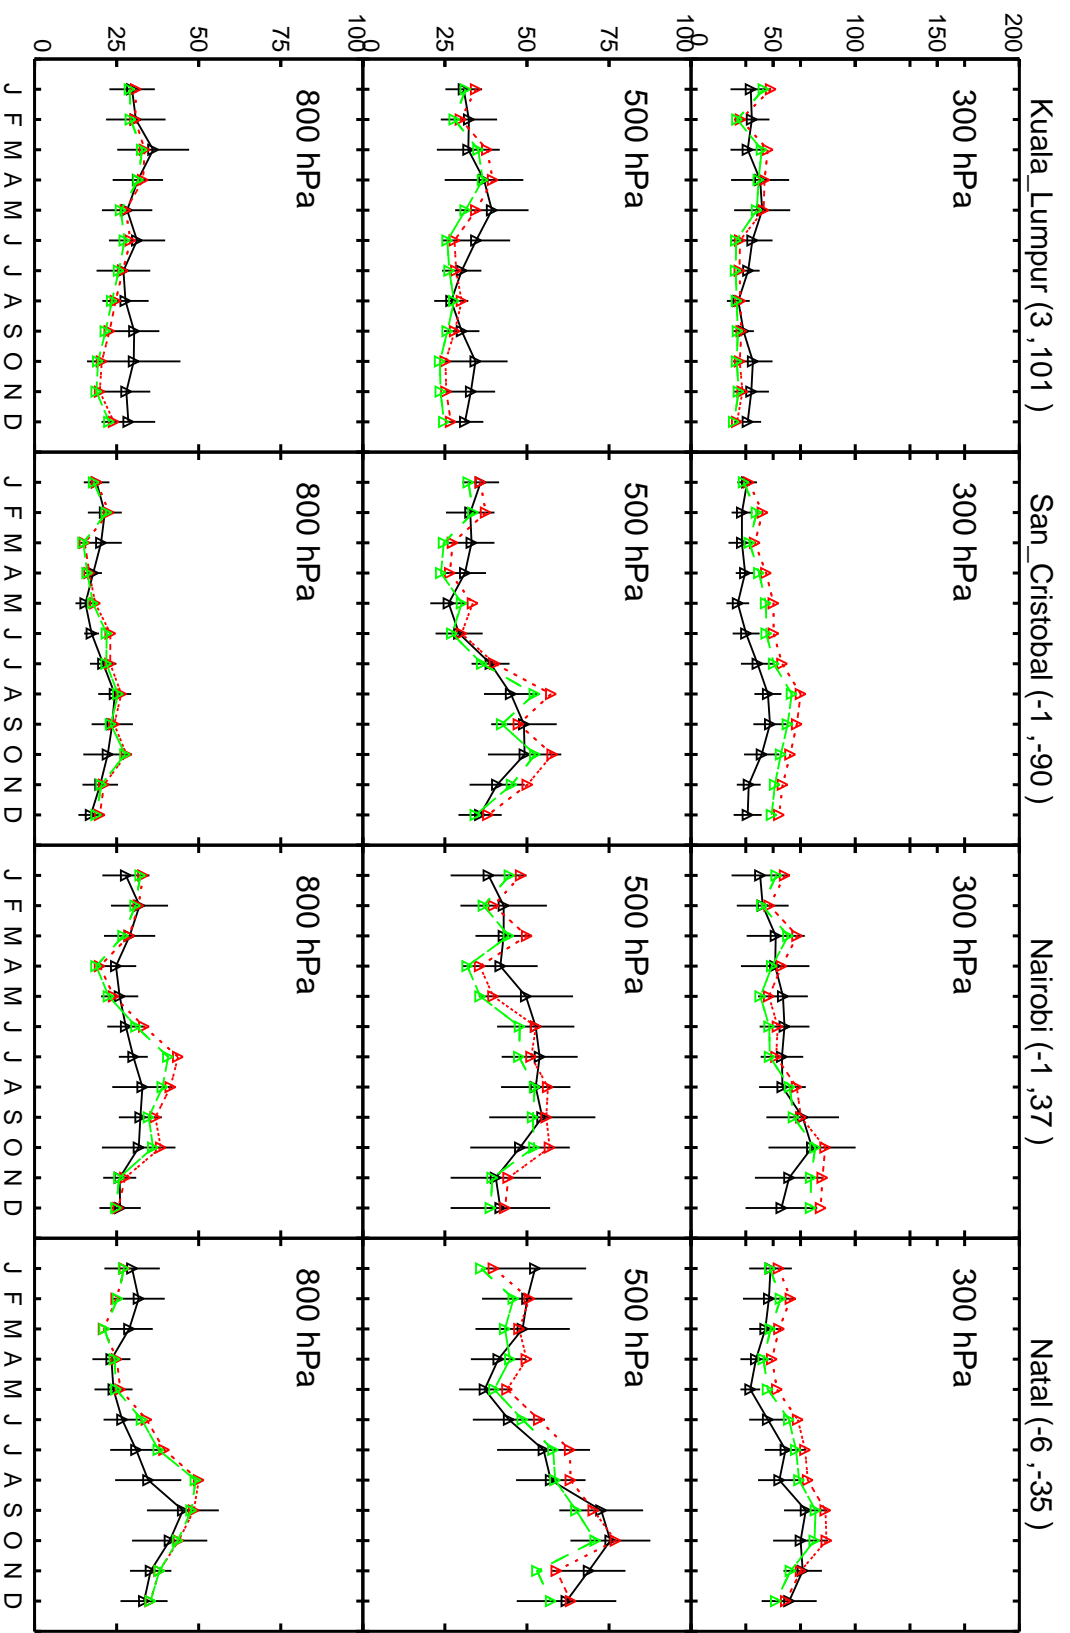 Kuala_Lumpur (3 ,101 )
San_Cristobal (-1 ,-90 )
Nairobi (-1 ,37 )
Natal (-6 ,-35 )
200
150
100
50
0
300 hPa
300 hPa
300 hPa
300 hPa
100
75
50
25
0
500 hPa
500 hPa
500 hPa
500 hPa
100
75
50
25
0
800 hPa
800 hPa
800 hPa
800 hPa
J F M A M J J A S O N D
J F M A M J J A S O N D
J F M A M J J A S O N D
J F M A M J J A S O N D